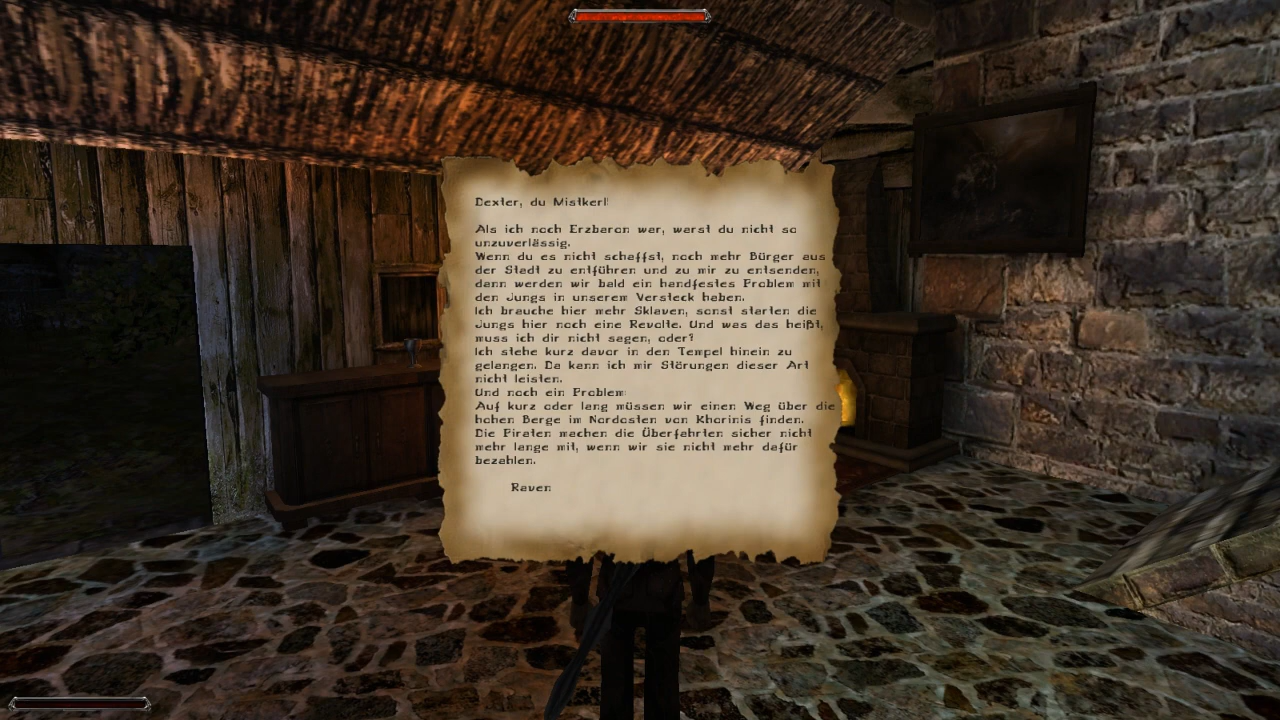 Dexter, du Mistkerl!
Als ich noch Erzbaron war, warst du nicht so
unzuverlässig.
Wenn du es nicht schaffst, noch mehr Bürger aus
der Stadt zu entführen und zu mir zu entsenden,
dann werden wir bald ein handfestes Problem mit
den Jungs in unserem Versteck haben.
Ich brauche hier mehr Sklaven, sonst starten die
Jungs hier noch eine Revolte. Und was das heißt,
muss ich dir nicht sagen, oder?
Ich stehe kurz davor in den Tempel hinein zu
gelangen. Da kann ich mir Störungen dieser Art
nicht leisten.
Und noch ein Problem:
Auf kurz oder lang müssen wir einen Weg über die
hohen Berge im Nordosten von Khorinis finden.
Die Piraten machen die Überfahrten sicher nicht
mehr lange mit, wenn wir sie nicht mehr dafür
bezahlen.
Raven